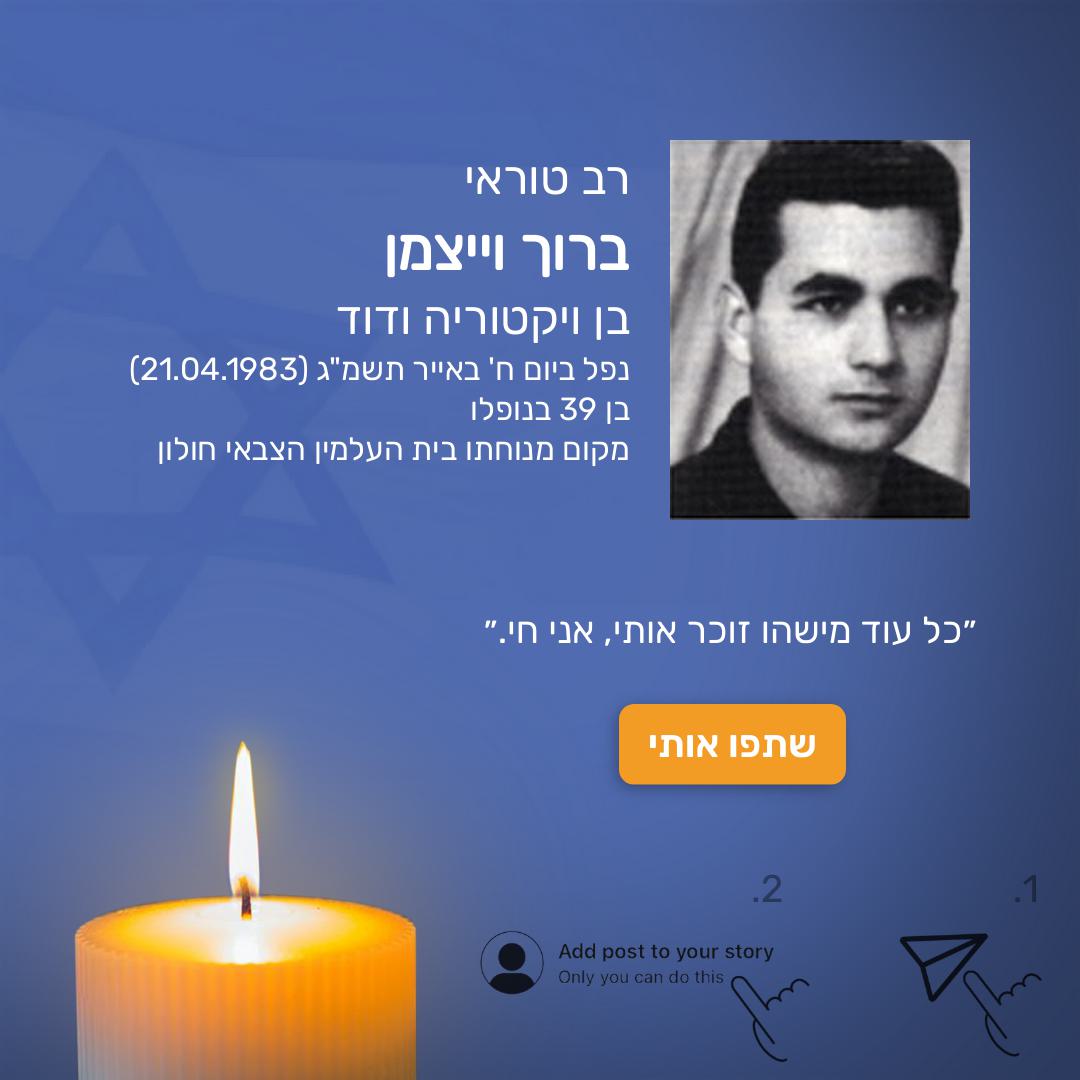 רב טוראי
ברוך וייצמן
בן ויקטוריה ודוד
נפל ביום ח' באייר תשמ"ג (21.04.1983)
בן 39 בנופלו
מקום מנוחתו בית העלמין הצבאי חולון
״כל עוד מישהו זוכר אותי, אני חי.״
שתפו אותי
1.
2.
Add post to your story
Only you can do this